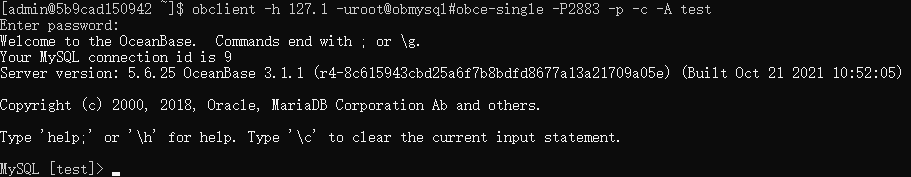 [admin@5b9cad150942 ~]$ obclient -h 127.1 -uroot@obmysql#obce-single -P2883 -p -c -A test
Enter password:
Welcome to the OceanBase.  Commands end with ; or \g.
Your MySQL connection id is 9
Server version: 5.6.25 OceanBase 3.1.1 (r4-8c615943cbd25a6f7b8bdfd8677a13a21709a05e) (Built Oct 21 2021 10:52:05)
Copyright (c) 2000, 2018, Oracle, MariaDB Corporation Ab and others.
Type 'help;' or '\h' for help. Type '\c' to clear the current input statement.
MySQL [test]> _